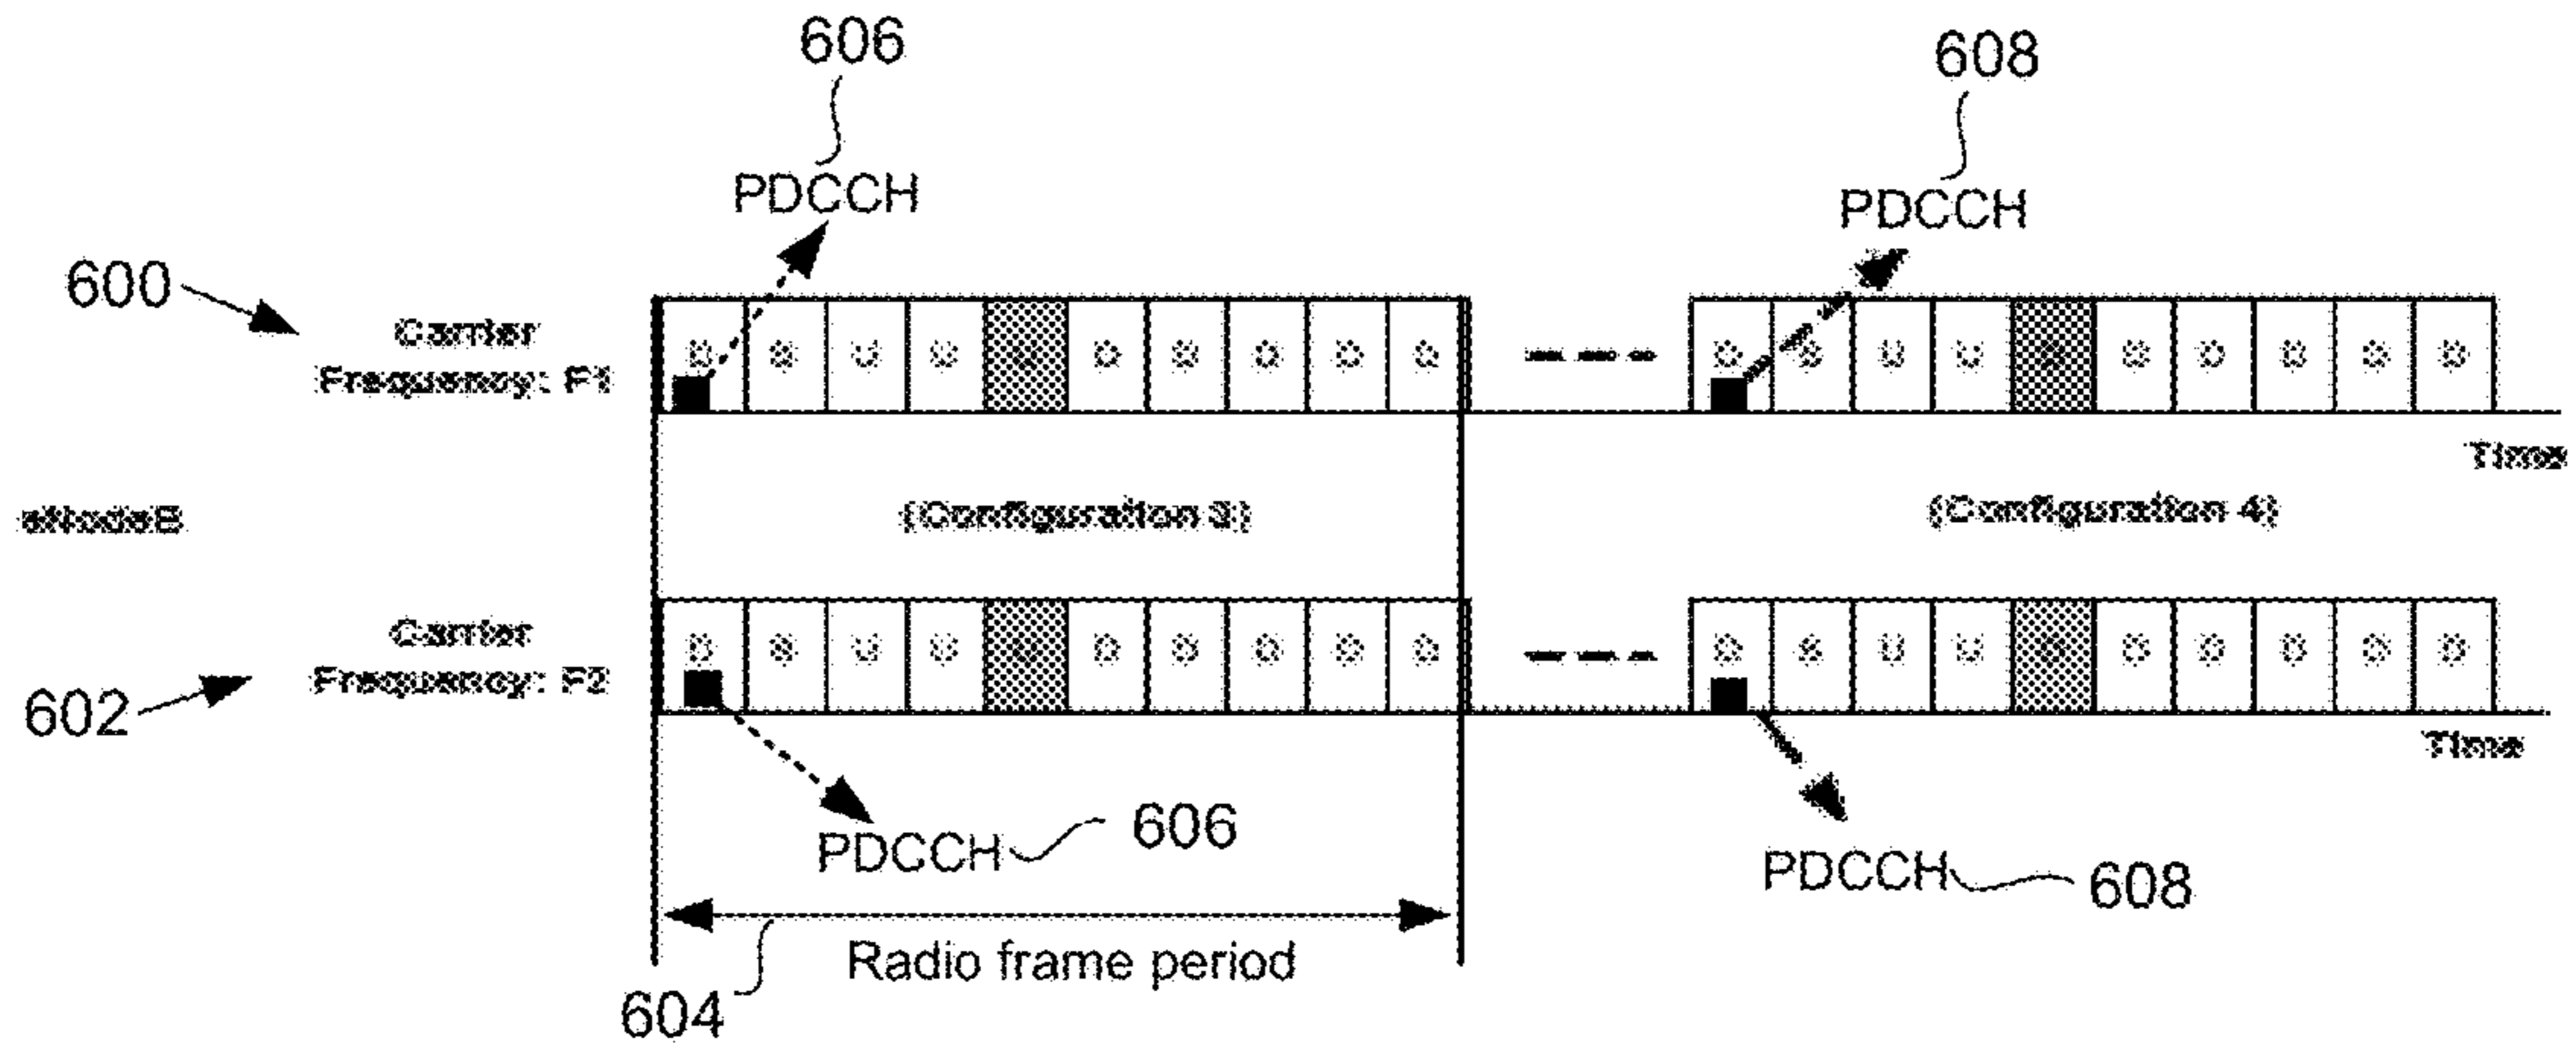 606
608
PDCCH
PDCCH
600
Carrier
Frequency: F1
D S U U D D D D D
D S U U D D D D D
Time
eNodeB
(Configuration 3)
(Configuration 4)
Carrier
Frequency: F2
D S U U D D D D D
D S U U D D D D D
602
Time
PDCCH
606
PDCCH
608
Radio frame period
604